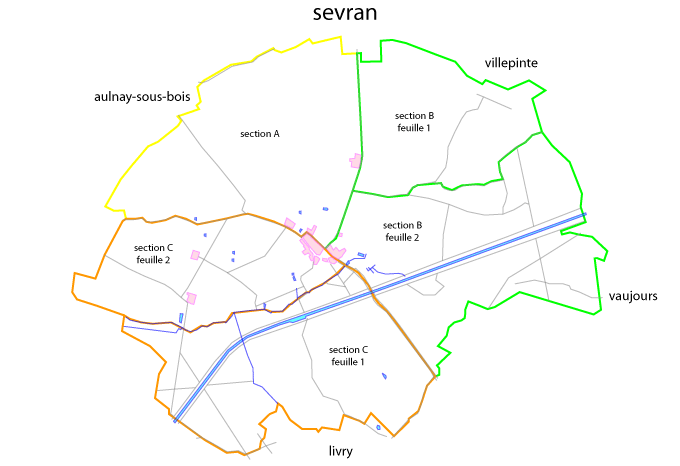 sevran
villepinte
aulnay-sous-bois
section B
feuille 1
section A
section B
feuille 2
section C
feuille 2
vaujours
section C
feuille 1
livry